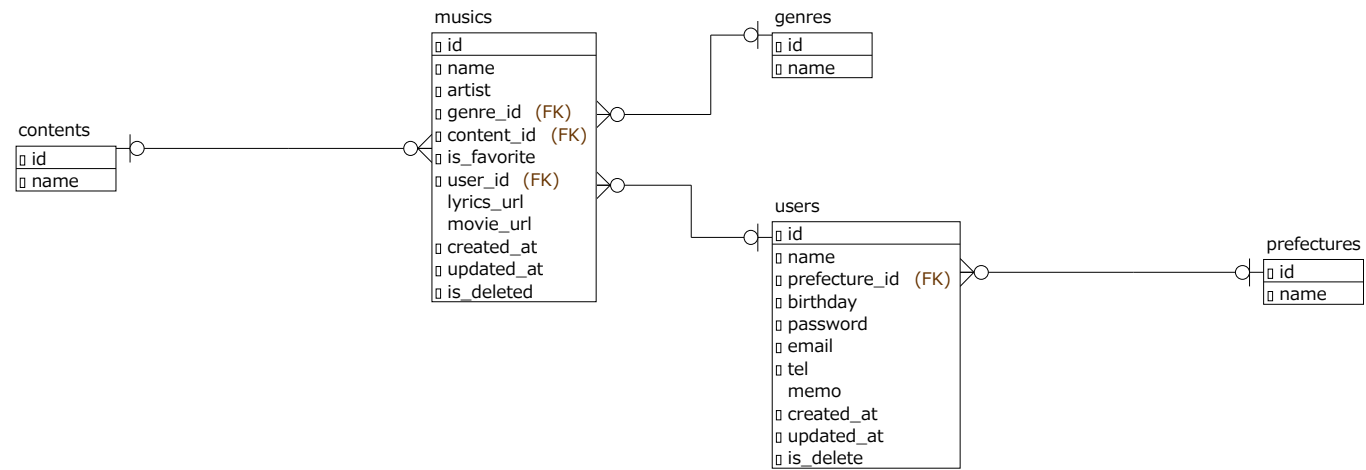 musics
id
name
artist
genre_id (FK)
content_id (FK)
is_favorite
user_id (FK)
lyrics_url
movie_url
created_at
updated_at
is_deleted
genres
id
name
contents
id
name
users
id
name
prefecture_id (FK)
birthday
password
email
tel
memo
created_at
updated_at
is_delete
prefectures
id
name